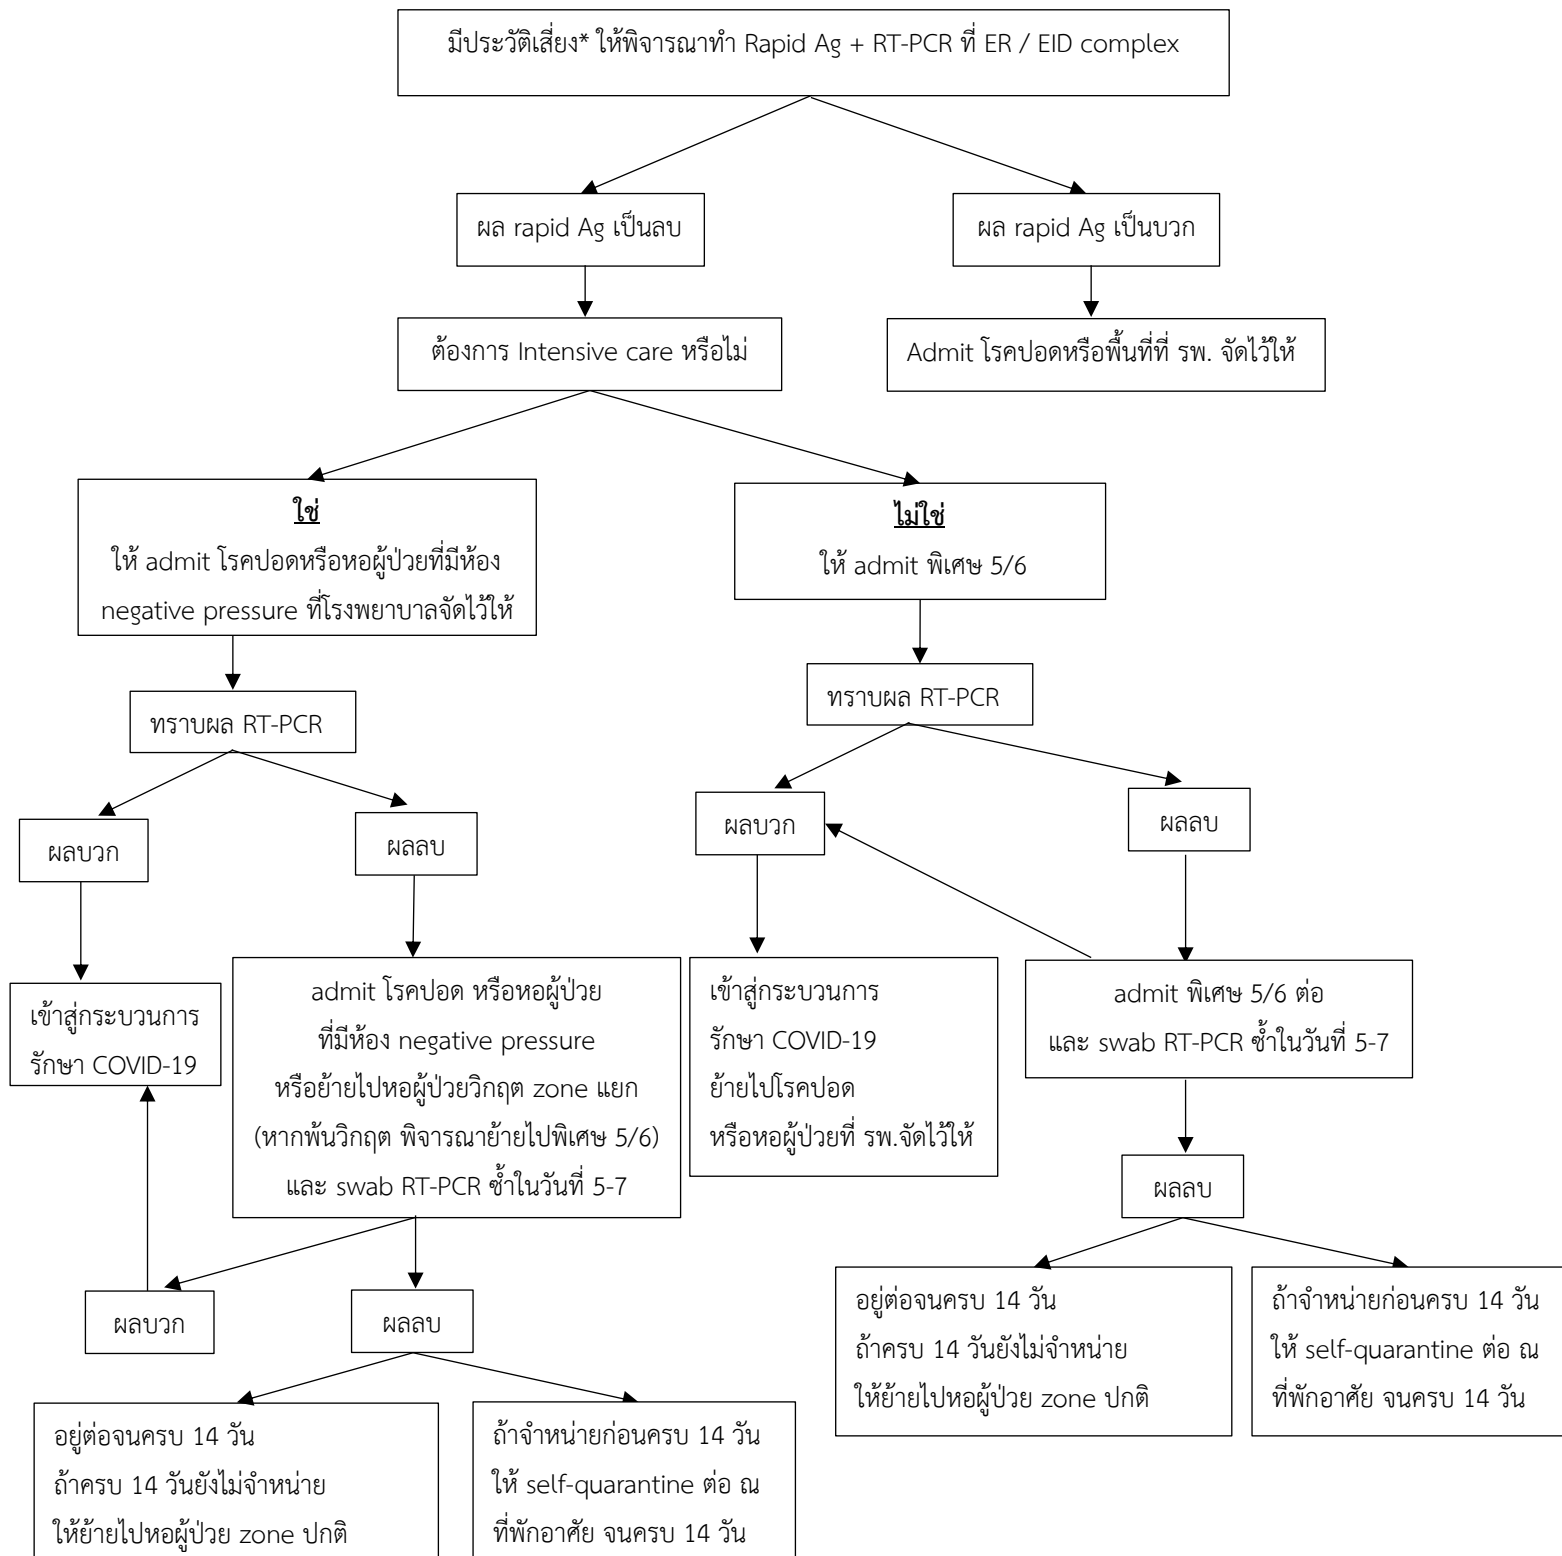 มีประวัติเสี่ยง* ให้พิจารณาทำ Rapid Ag + RT-PCR ที่ ER / EID complex
ผล rapid Ag เป็นลบ
ผล rapid Ag เป็นบวก
ต้องการ Intensive care หรือไม่
Admit โรคปอดหรือพื้นที่ที่ รพ. จัดไว้ให้
ใช่
ให้ admit โรคปอดหรือหอผู้ป่วยที่มีห้อง
negative pressure ที่โรงพยาบาลจัดไว้ให้
ไม่ใช่
ให้ admit พิเศษ 5/6
ทราบผล RT-PCR
ทราบผล RT-PCR
ผลบวก
ผลลบ
ผลบวก
ผลลบ
เข้าสู่กระบวนการ
รักษา COVID-19
admit โรคปอด หรือหอผู้ป่วย
ที่มีห้อง negative pressure
หรือย้ายไปหอผู้ป่วยวิกฤต zone แยก
(หากพ้นวิกฤต พิจารณาย้ายไปพิเศษ 5/6)
และ swab RT-PCR ซ้ำในวันที่ 5-7
เข้าสู่กระบวนการ
รักษา COVID-19
ย้ายไปโรคปอด
หรือหอผู้ป่วยที่ รพ.จัดไว้ให้
admit พิเศษ 5/6 ต่อ
และ swab RT-PCR ซ้ำในวันที่ 5-7
ผลลบ
ผลบวก
ผลลบ
อยู่ต่อจนครบ 14 วัน
ถ้าครบ 14 วันยังไม่จำหน่าย
ให้ย้ายไปหอผู้ป่วย zone ปกติ
ถ้าจำหน่ายก่อนครบ 14 วัน
ให้ self-quarantine ต่อ ณ
ที่พักอาศัย จนครบ 14 วัน
อยู่ต่อจนครบ 14 วัน
ถ้าครบ 14 วันยังไม่จำหน่าย
ให้ย้ายไปหอผู้ป่วย zone ปกติ
ถ้าจำหน่ายก่อนครบ 14 วัน
ให้ self-quarantine ต่อ ณ
ที่พักอาศัย จนครบ 14 วัน